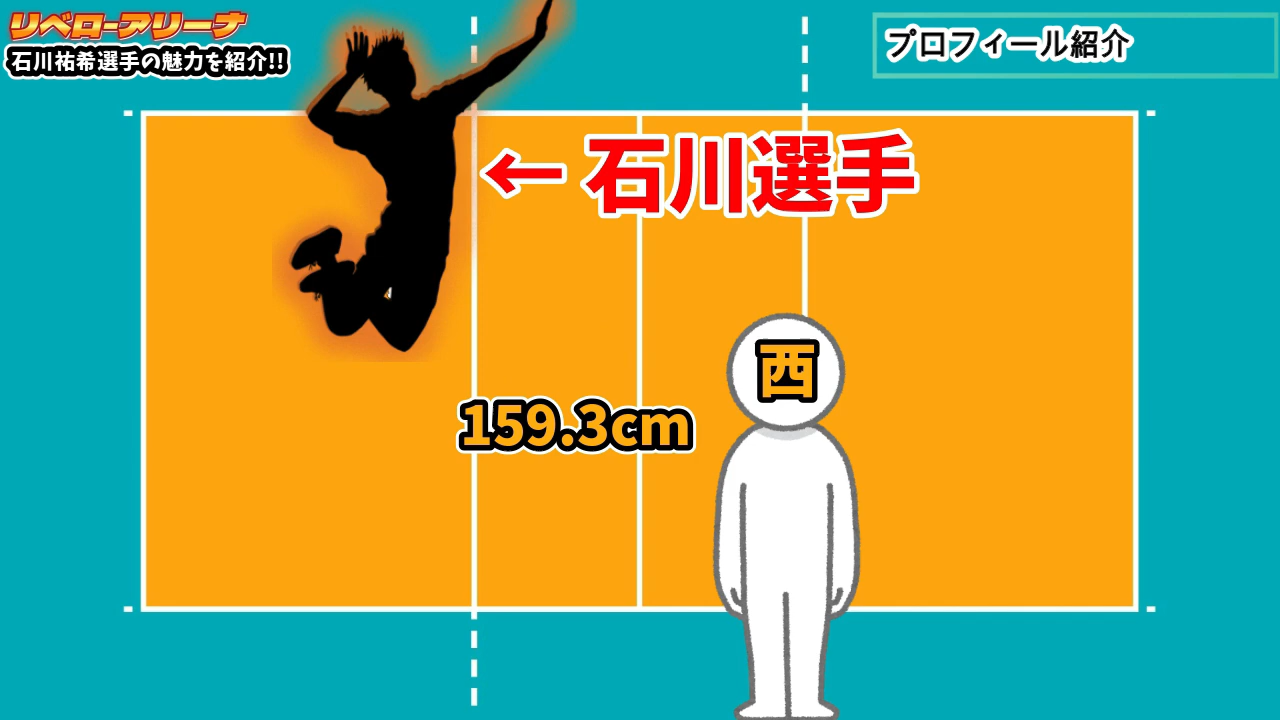 リベローアリーナ
石川祐希選手の魅力を紹介!!
プロフィール紹介
← 石川選手
西
159.3cm